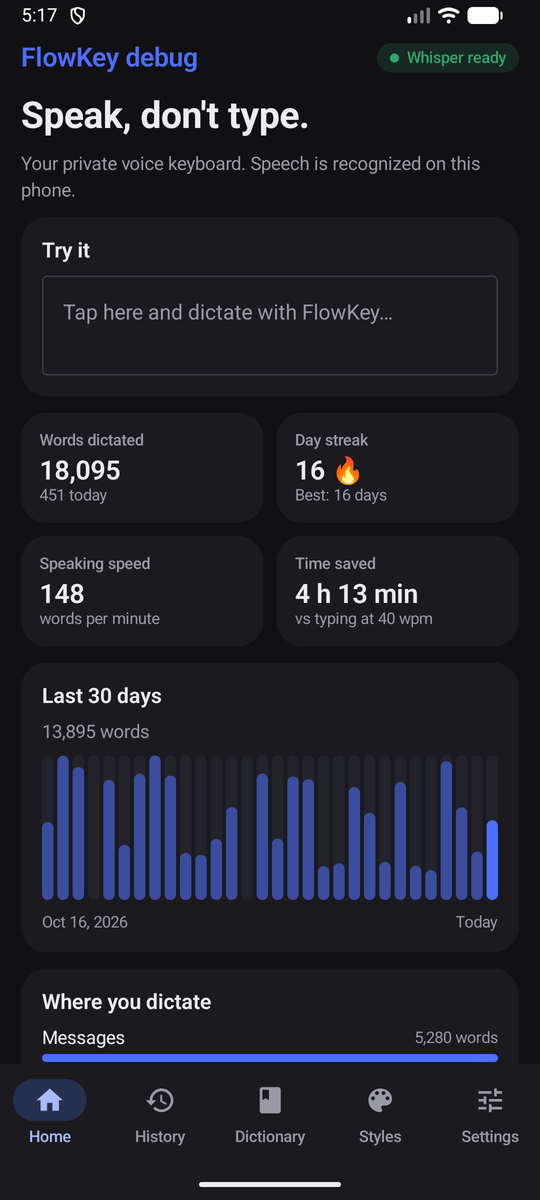 5:17
FlowKey debug
Whisper ready
Speak, don't type.
Your private voice keyboard. Speech is recognized on this
phone.
Try it
Tap here and dictate with FlowKey...
Words dictated
18,095
451 today
Day streak
16 🔥
Best: 16 days
Speaking speed
148
words per minute
Time saved
4 h 13 min
vs typing at 40 wpm
Last 30 days
13,895 words
Oct 16, 2026
Today
Where you dictate
Messages
5,280 words
Home
History
Dictionary
Styles
Settings